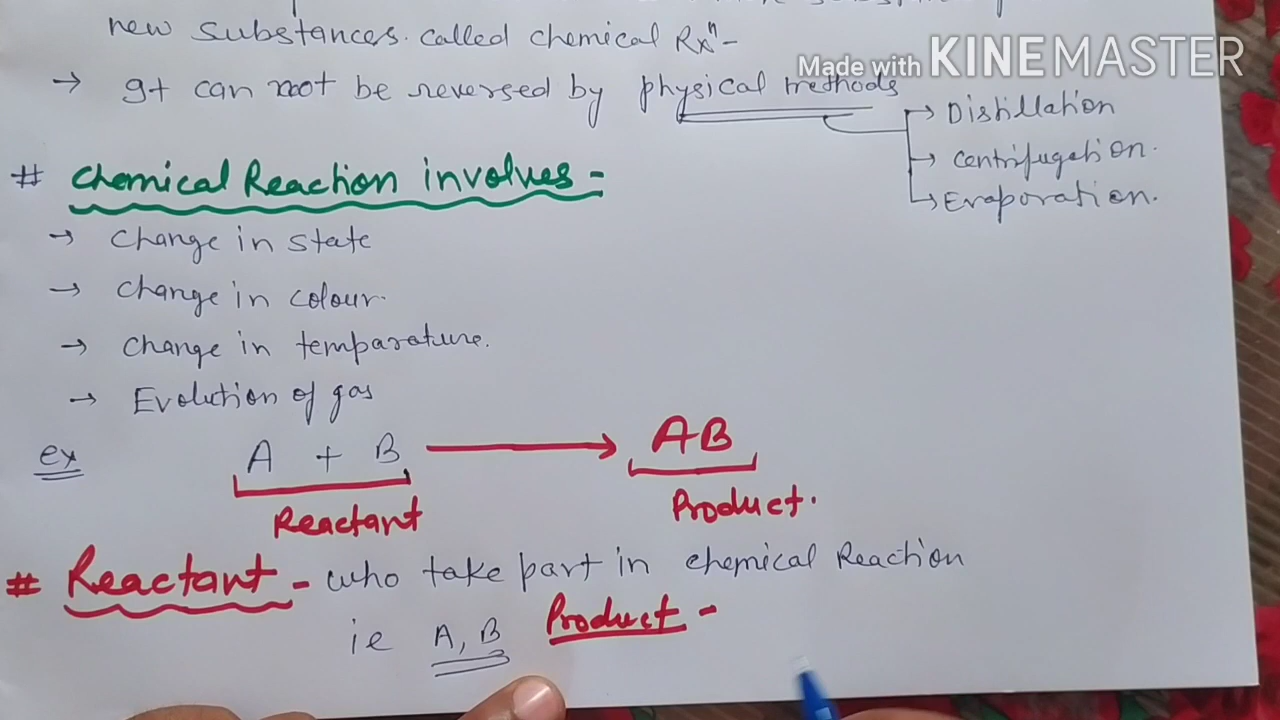 new substances. called chemical Rxⁿ-
Made with KINEMASTER
→ It can not be reversed by physical methods
→ Distillation
→ Centrifugation.
→ Evaporation.
# Chemical Reaction involves -
→ change in state
→ change in colour.
→ change in temparature.
→ Evolution of gas
ex A + B → AB
Reactant Product.
# Reactant - who take part in chemical Reaction
ie A, B Product -